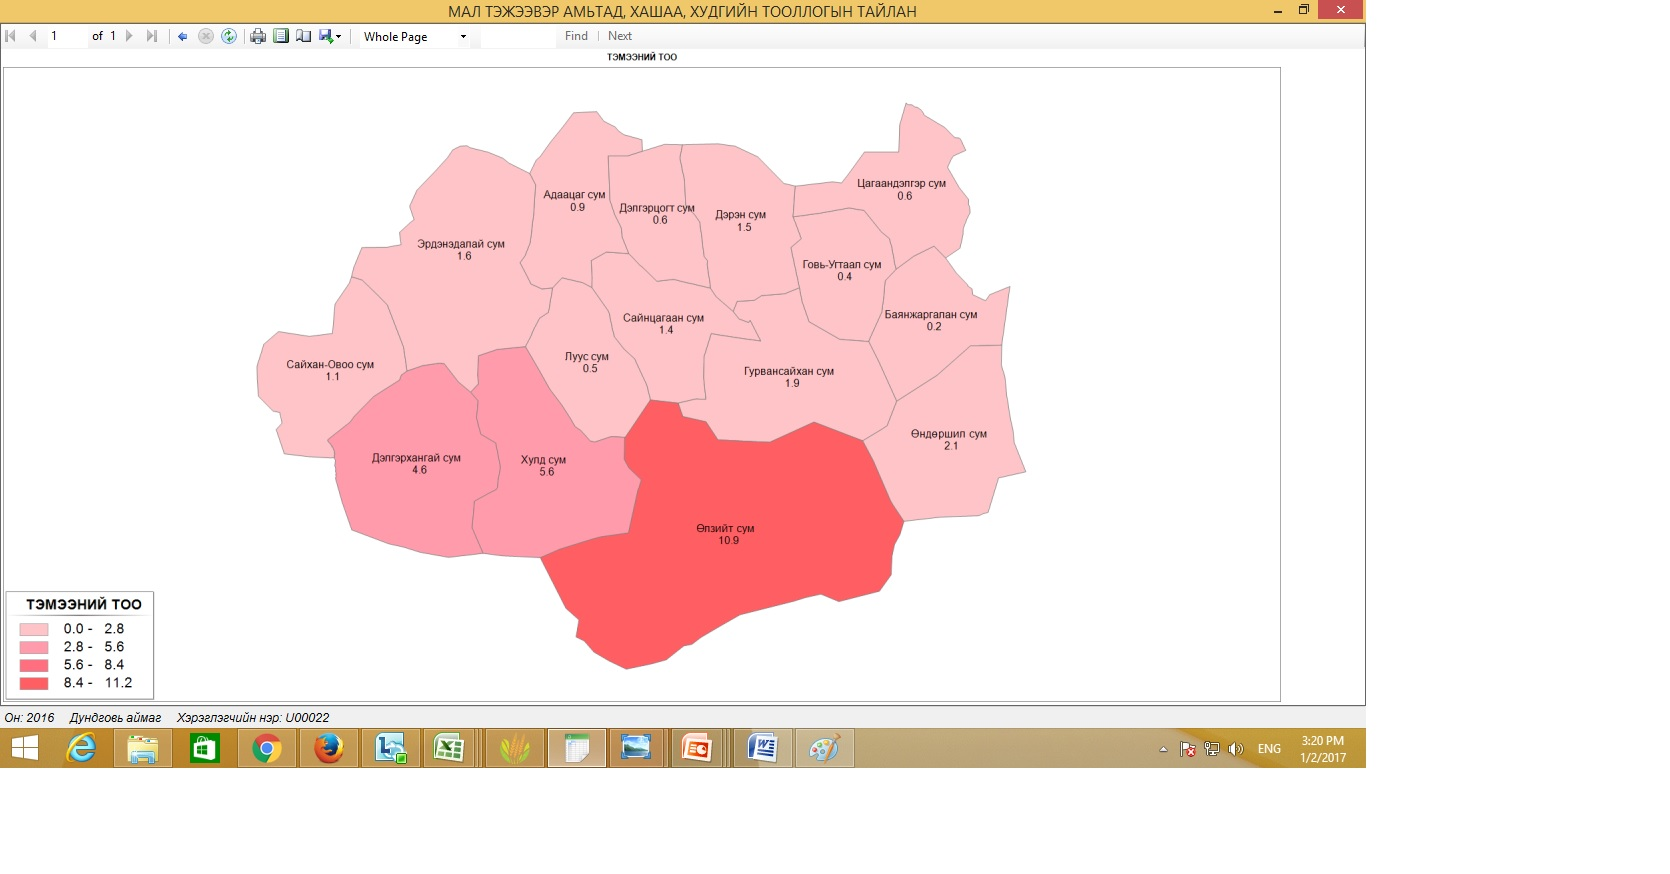 МАЛ ТЭЖЭЭВЭР АМЬТАД, ХАШАА, ХУДГИЙН ТООЛЛОГЫН ТАЙЛАН
1 of 1 Whole Page Find | Next
ТЭМЭЭНИЙ ТОО
Цагаандэлгэр сум
0.6
Адаацаг сум
0.9
Дэлгэрцогт сум
0.6
Дэрэн сум
1.5
Эрдэнэдалай сум
1.6
Говь-Угтаал сум
0.4
Баянжаргалан сум
0.2
Сайнцагаан сум
1.4
Луус сум
0.5
Сайхан-Овоо сум
1.1
Гурвансайхан сум
1.9
Өндөршил сум
2.1
Дэлгэрхангай сум
4.6
Хулд сум
5.6
Өлзийт сум
10.9
ТЭМЭЭНИЙ ТОО
0.0 - 2.8
2.8 - 5.6
5.6 - 8.4
8.4 - 11.2
Он: 2016 Дундговь аймаг Хэрэглэгчийн нэр: U00022
ENG
3:20 PM
1/2/2017